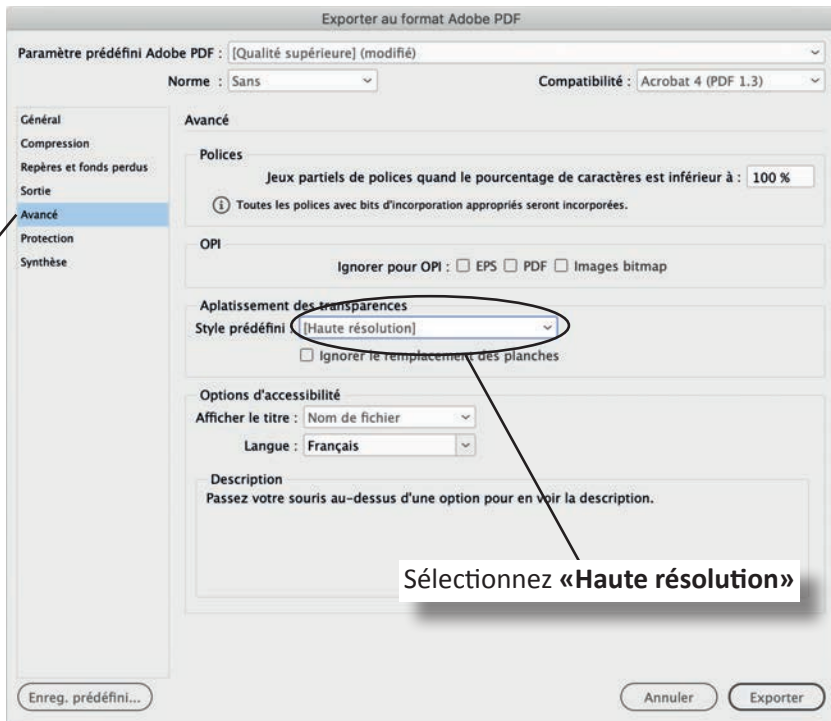 Exporter au format Adobe PDF
Paramètre prédéfini Adobe PDF : [Qualité supérieure] (modifié)
Norme : Sans Compatibilité : Acrobat 4 (PDF 1.3)
Général
Compression
Repères et fonds perdus
Sortie
Avancé
Protection
Synthèse
Avancé
Polices
Jeux partiels de polices quand le pourcentage de caractères est inférieur à : 100 %
Toutes les polices avec bits d'incorporation appropriés seront incorporées.
OPI
Ignorer pour OPI : EPS PDF Images bitmap
Aplatissement des transparences
Style prédéfini [Haute résolution]
Ignorer le remplacement des planches
Options d'accessibilité
Afficher le titre : Nom de fichier
Langue : Français
Description
Passez votre souris au-dessus d'une option pour en voir la description.
Sélectionnez «Haute résolution»
Enreg. prédéfini... Annuler Exporter